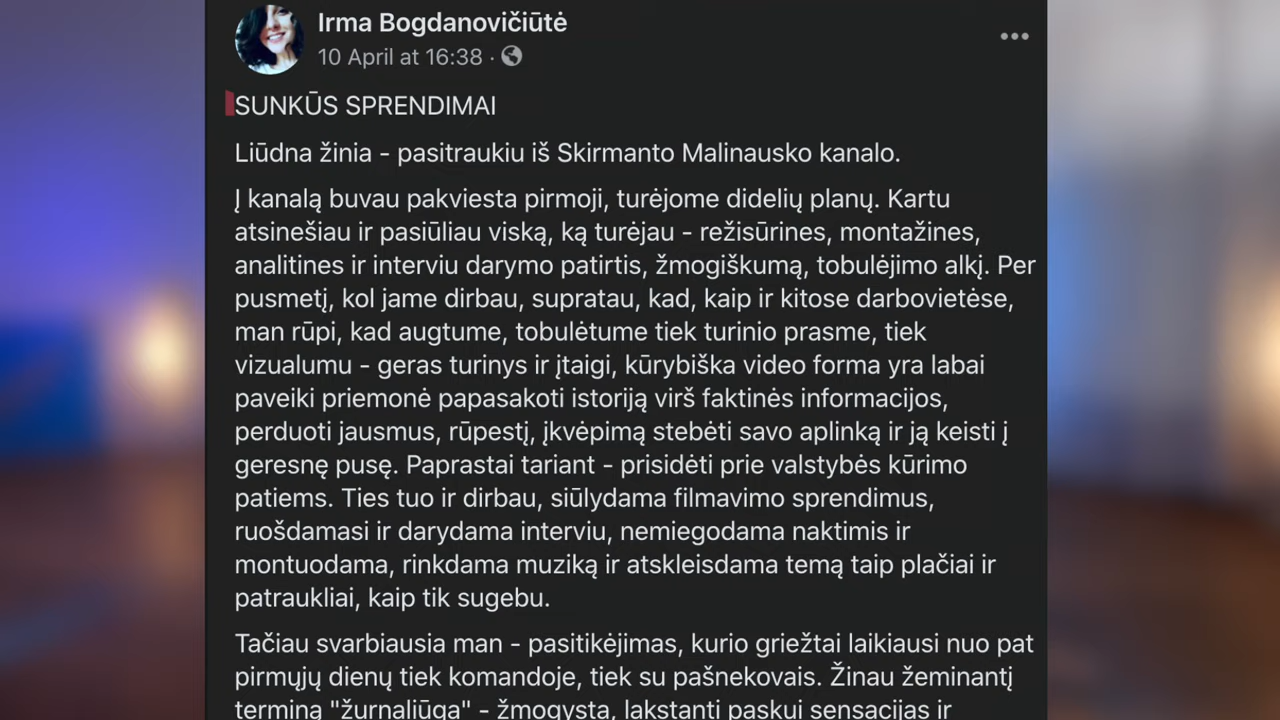 Irma Bogdanovičiūtė
10 April at 16:38 ·
SUNKŪS SPRENDIMAI
Liūdna žinia - pasitraukiu iš Skirmanto Malinausko kanalo.
Į kanalą buvau pakviesta pirmoji, turėjome didelių planų. Kartu
atsinešiau ir pasiūliau viską, ką turėjau - režisūrines, montažines,
analitines ir interviu darymo patirtis, žmogiškumą, tobulėjimo alkį. Per
pusmetį, kol jame dirbau, supratau, kad, kaip ir kitose darbovietėse,
man rūpi, kad augtume, tobulėtume tiek turinio prasme, tiek
vizualumu - geras turinys ir įtaigi, kūrybiška video forma yra labai
paveiki priemonė papasakoti istoriją virš faktinės informacijos,
perduoti jausmus, rūpestį, įkvėpimą stebėti savo aplinką ir ją keisti į
geresnę pusę. Paprastai tariant - prisidėti prie valstybės kūrimo
patiems. Ties tuo ir dirbau, siūlydama filmavimo sprendimus,
ruošdamasi ir darydama interviu, nemiegodama naktimis ir
montuodama, rinkdama muziką ir atskleisdama temą taip plačiai ir
patraukliai, kaip tik sugebu.
Tačiau svarbiausia man - pasitikėjimas, kurio griežtai laikiausi nuo pat
pirmųjų dienų tiek komandoje, tiek su pašnekovais. Žinau žeminantį
terminą "žurnaliūga" - žmogysta, lakstanti paskui sensacijas ir